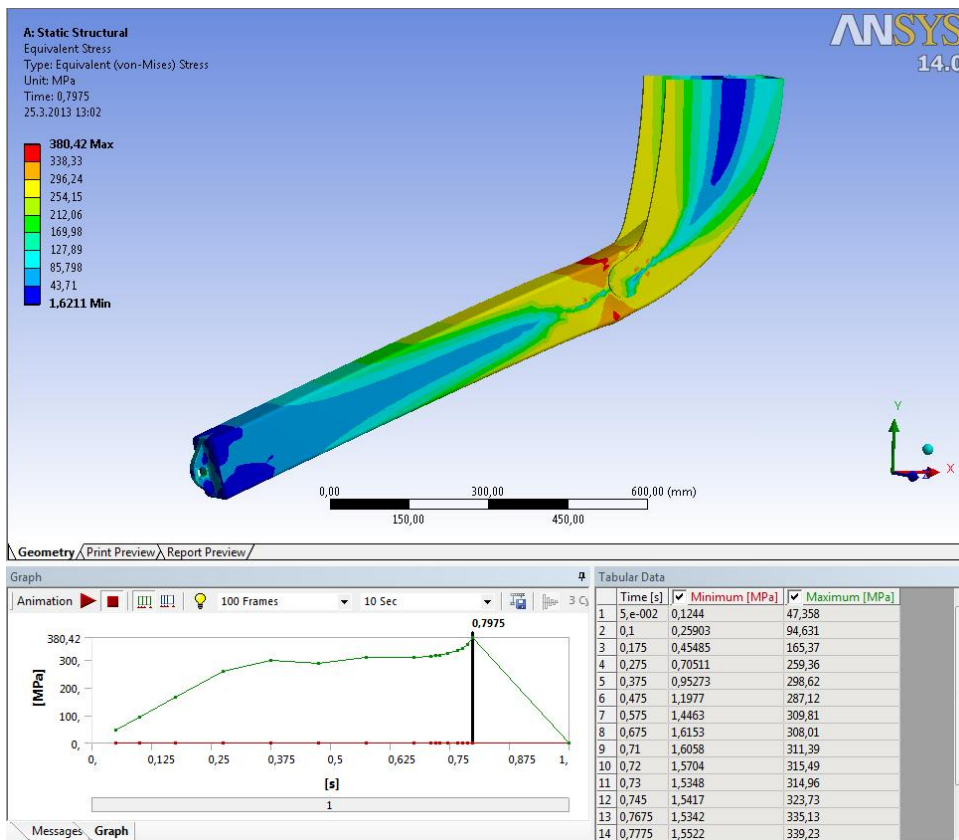 A: Static Structural
Equivalent Stress
Type: Equivalent (von-Mises) Stress
Unit: MPa
Time: 0,7975
25.3.2013 13:02
ANSYS
14.0
380,42 Max
338,33
296,24
254,15
212,06
169,98
127,89
85,798
43,71
1,6211 Min
Y
X
0,00 300,00 600,00 (mm)
150,00 450,00
Geometry Print Preview Report Preview
Graph
Animation 100 Frames 10 Sec 3 Cy
0,7975
380,42
300,
200,
100,
0,
[MPa]
0, 0,125 0,25 0,375 0,5 0,625 0,75 0,875 1,
[s]
1
Messages Graph
Tabular Data
Time [s] Minimum [MPa] Maximum [MPa]
1 5,e-002 0,1244 47,358
2 0,1 0,25903 94,631
3 0,175 0,45485 165,37
4 0,275 0,70511 259,36
5 0,375 0,95273 298,62
6 0,475 1,1977 287,12
7 0,575 1,4463 309,81
8 0,675 1,6153 308,01
9 0,71 1,6058 311,39
10 0,72 1,5704 315,49
11 0,73 1,5348 314,96
12 0,745 1,5417 323,73
13 0,7675 1,5342 335,13
14 0,7775 1,5522 339,23